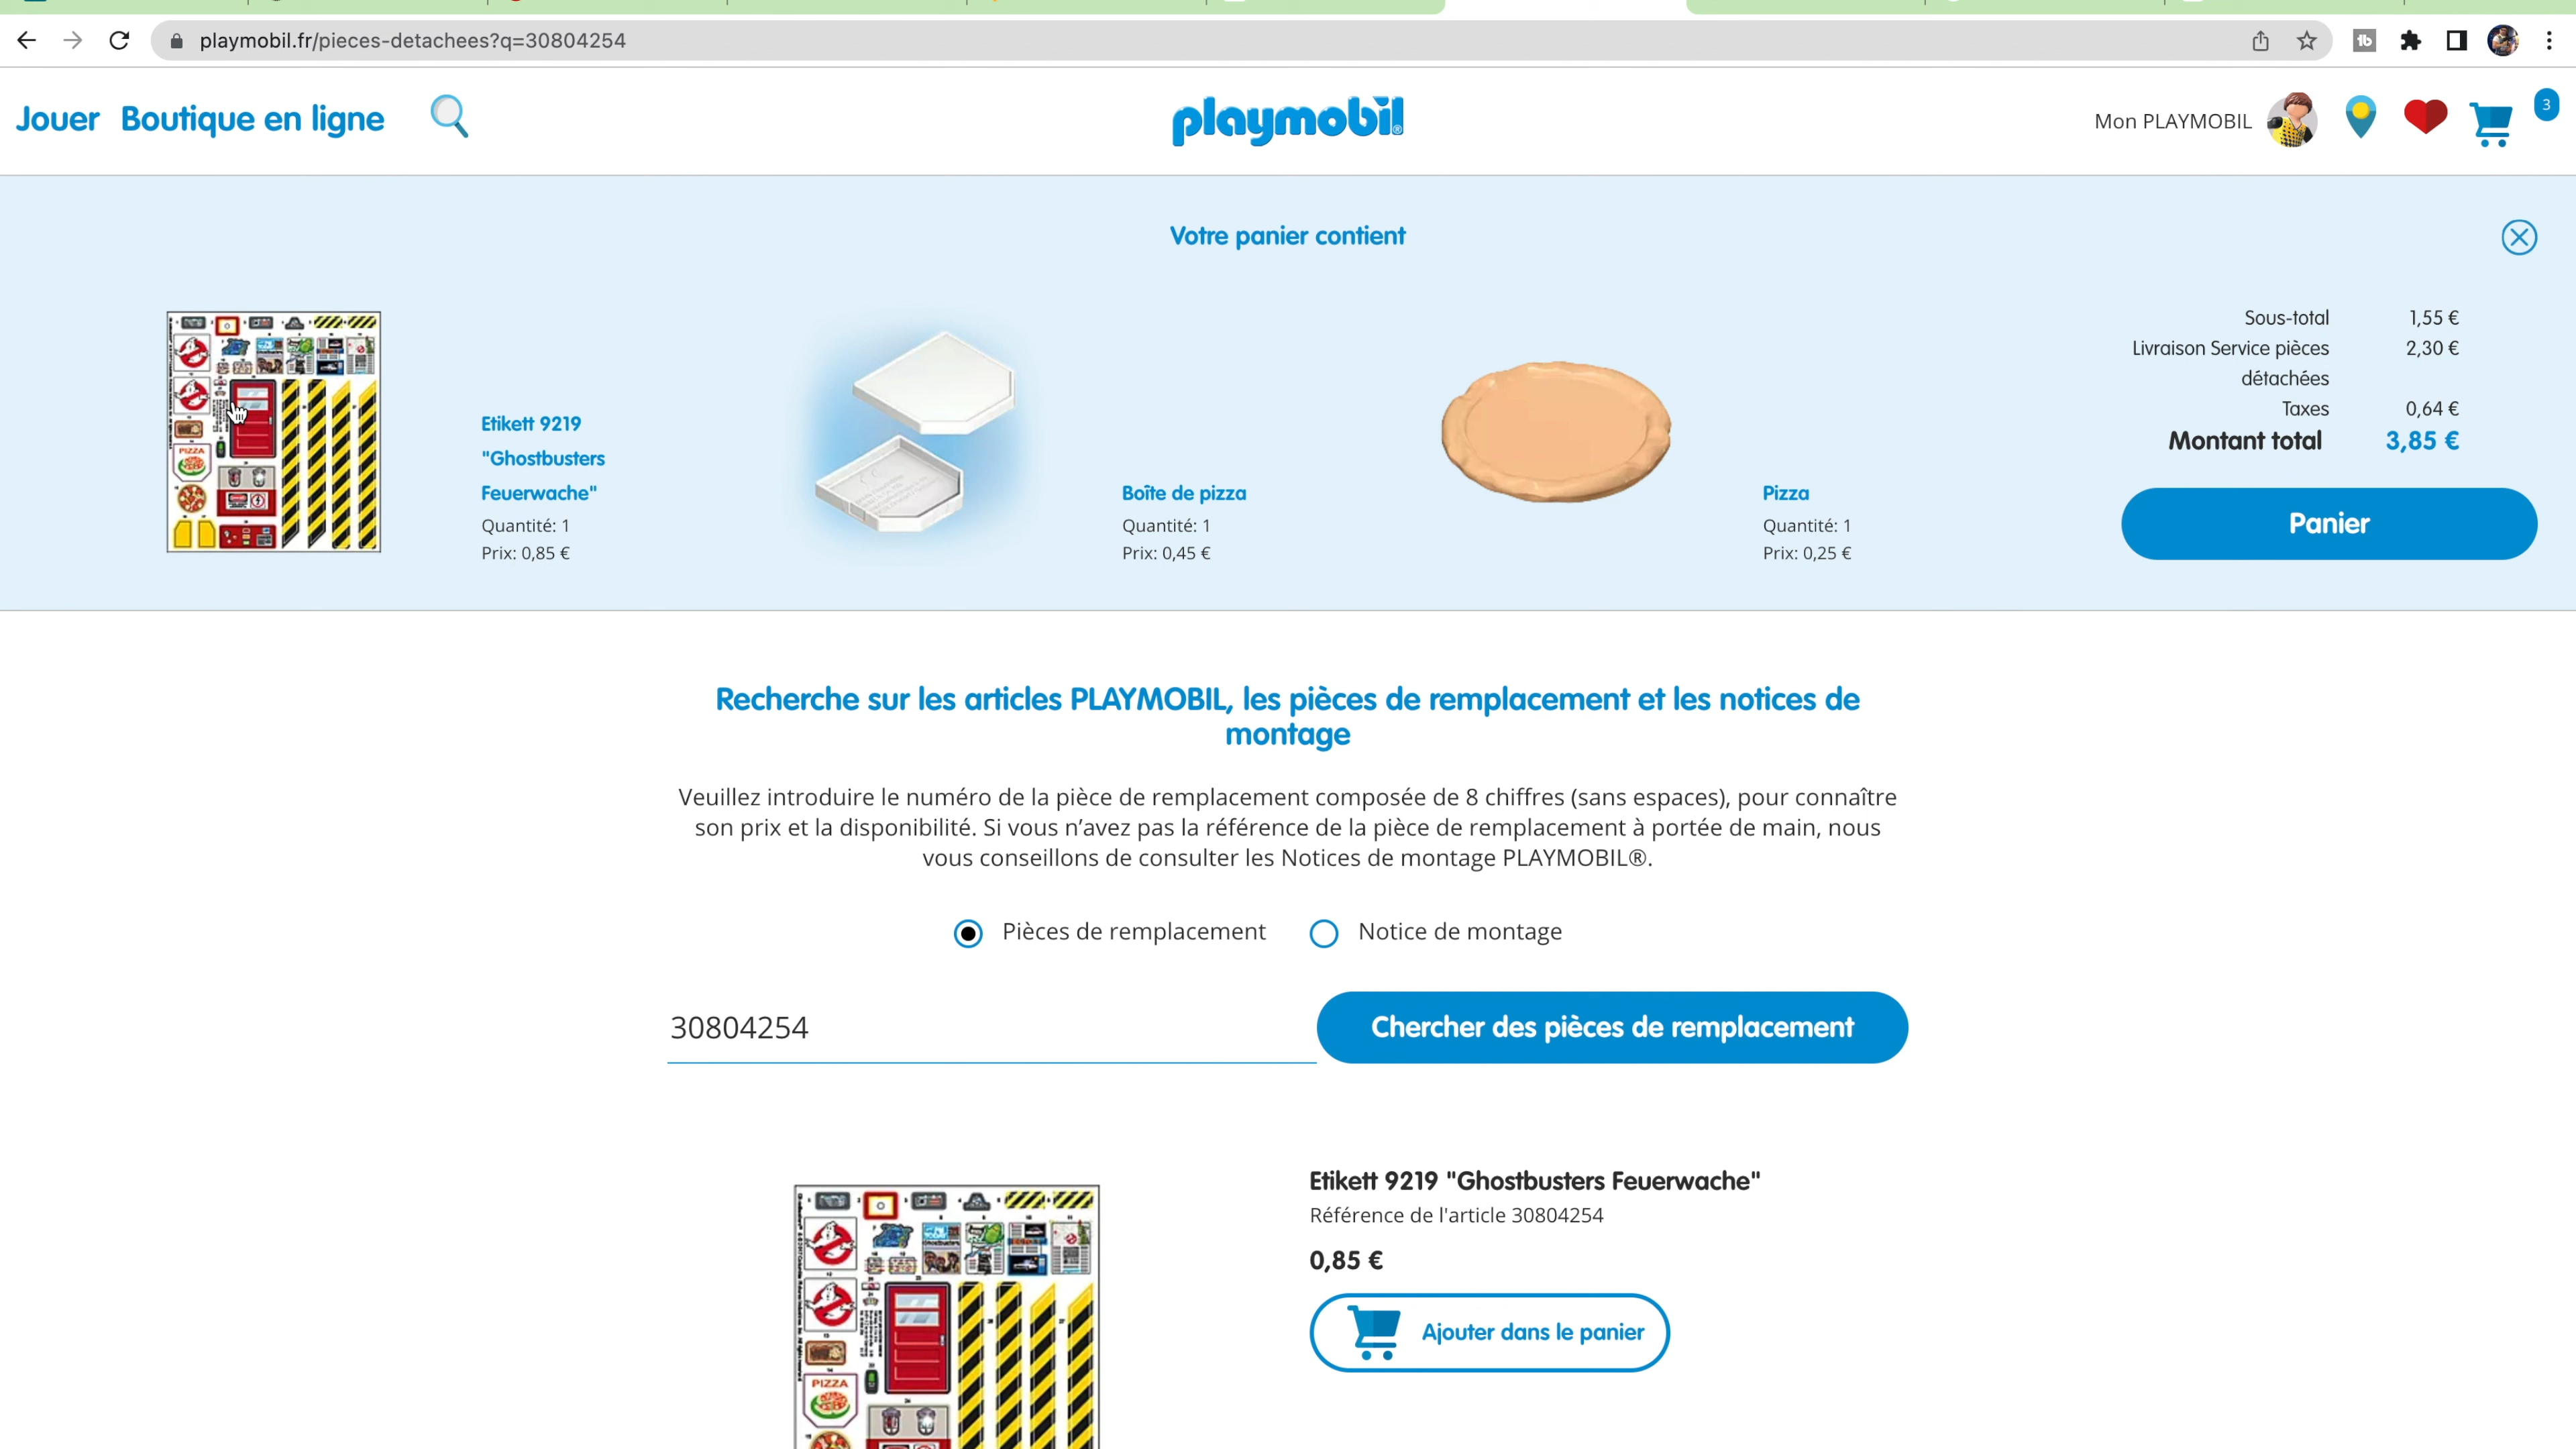 playmobil.fr/pieces-detachees?q=30804254
Jouer Boutique en ligne
playmobil®
Mon PLAYMOBIL
3
Votre panier contient
PIZZA
Etikett 9219
"Ghostbusters
Feuerwache"
Quantité: 1
Prix: 0,85 €
Boîte de pizza
Quantité: 1
Prix: 0,45 €
Pizza
Quantité: 1
Prix: 0,25 €
Sous-total 1,55 €
Livraison Service pièces 2,30 €
détachées
Taxes 0,64 €
Montant total 3,85 €
Panier
Recherche sur les articles PLAYMOBIL, les pièces de remplacement et les notices de
montage
Veuillez introduire le numéro de la pièce de remplacement composée de 8 chiffres (sans espaces), pour connaître
son prix et la disponibilité. Si vous n’avez pas la référence de la pièce de remplacement à portée de main, nous
vous conseillons de consulter les Notices de montage PLAYMOBIL®.
Pièces de remplacement Notice de montage
30804254
Chercher des pièces de remplacement
PIZZA
Etikett 9219 "Ghostbusters Feuerwache"
Référence de l'article 30804254
0,85 €
Ajouter dans le panier